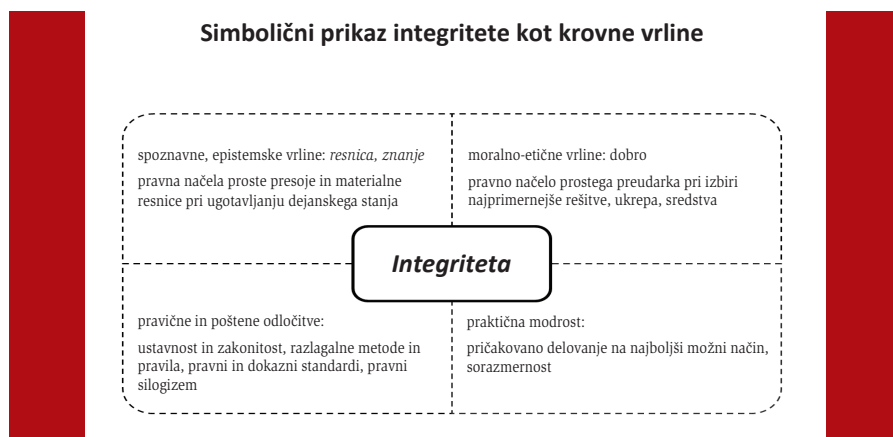 Simbolični prikaz integritete kot krovne vrline
spoznavne, epistemske vrline: resnica, znanje
pravna načela proste presoje in materialne
resnice pri ugotavljanju dejanskega stanja
moralno-etične vrline: dobro
pravno načelo prostega preudarka pri izbiri
najprimernejše rešitve, ukrepa, sredstva
Integriteta
pravične in poštene odločitve:
ustavnost in zakonitost, razlagalne metode in
pravila, pravni in dokazni standardi, pravni
silogizem
praktična modrost:
pričakovano delovanje na najboljši možni način,
sorazmernost